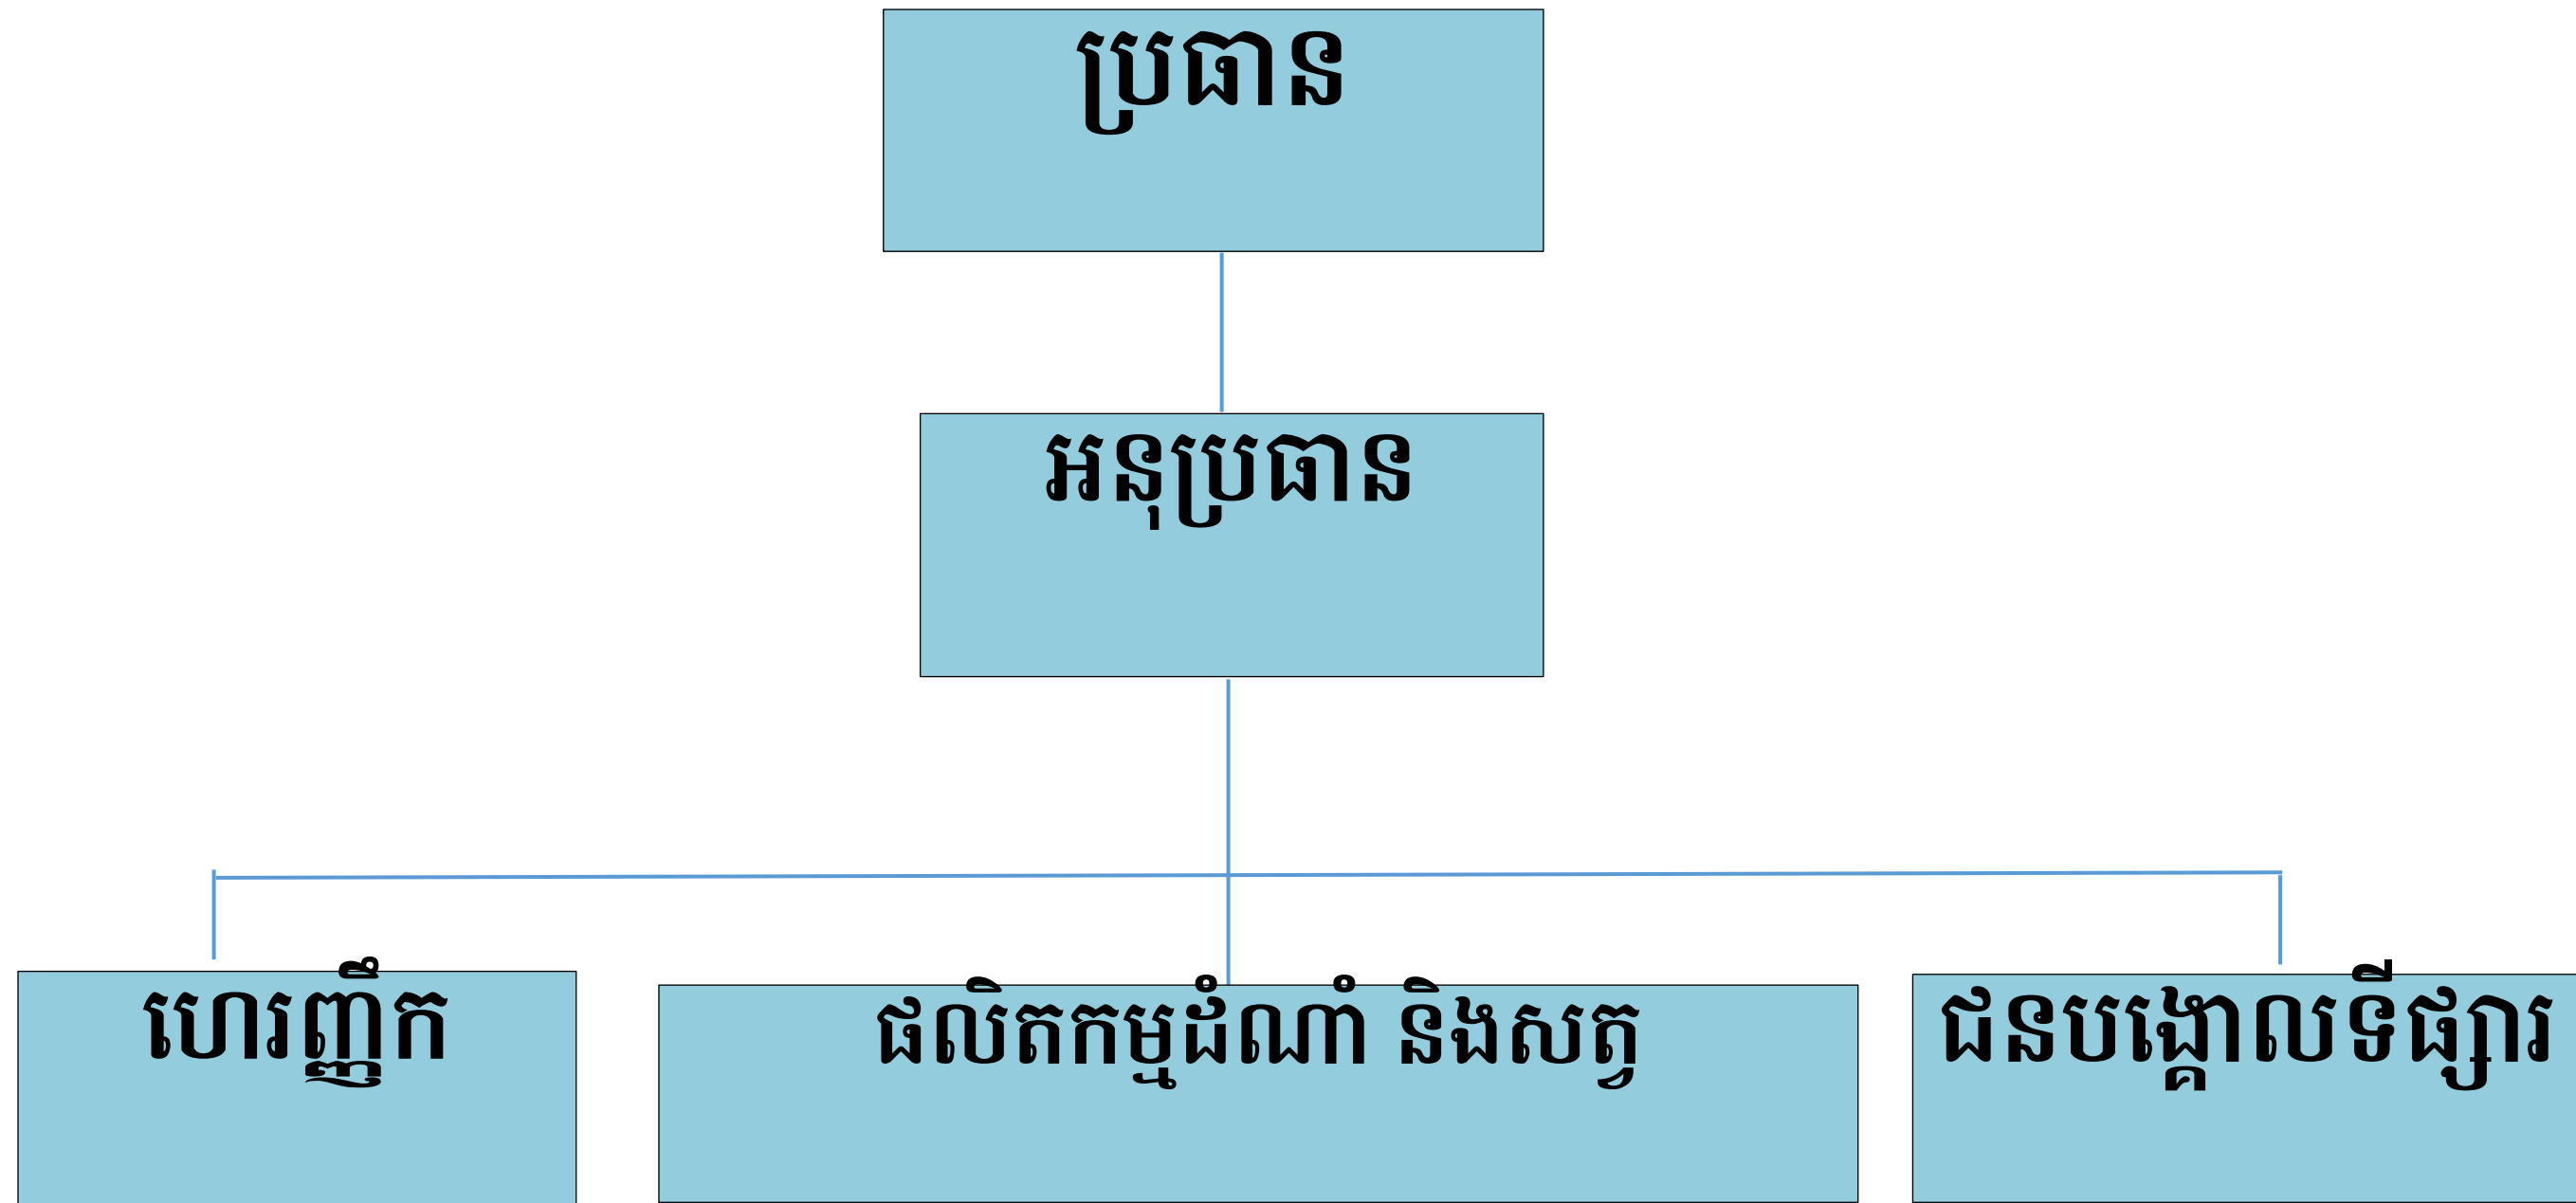 ប្រធាន
អនុប្រធាន
ហេរញ្ញឹក
ផលិតកម្មដំណាំ និងសត្វ
ជនបង្គោលទីផ្សារ